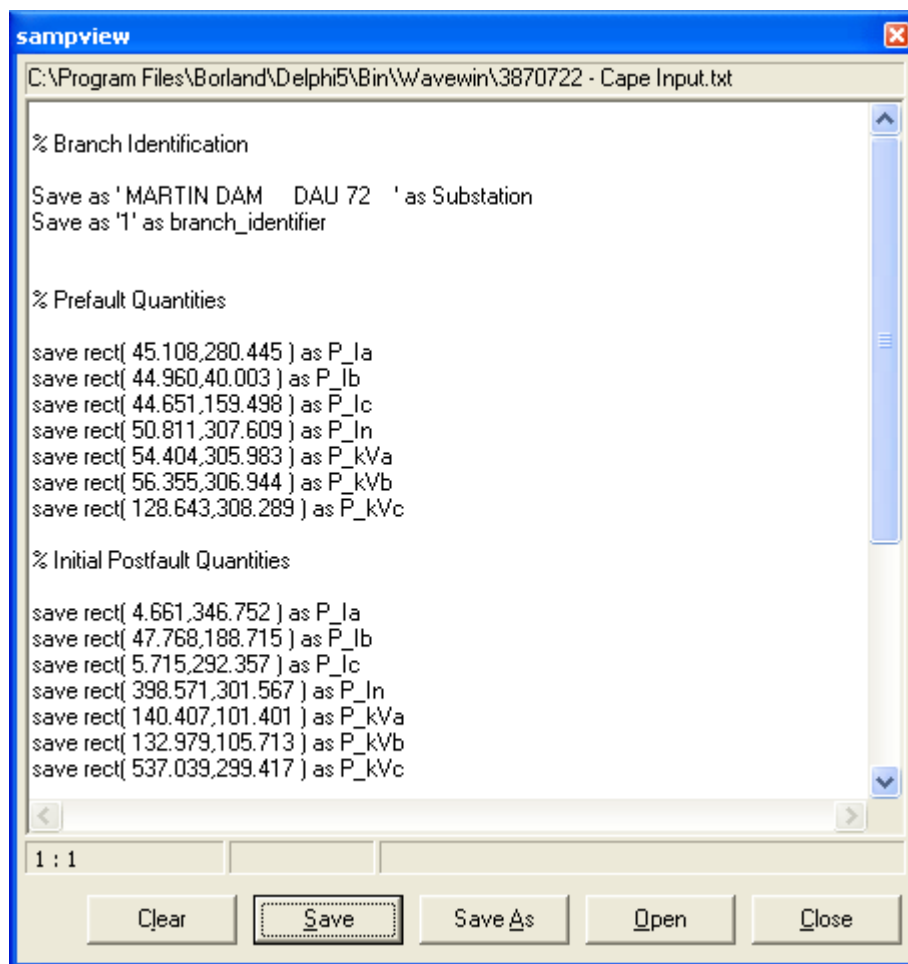 sampview
C:\Program Files\Borland\Delphi5\Bin\Wavewin\3870722 - Cape Input.txt
% Branch Identification
Save as ' MARTIN DAM     DAU 72   ' as Substation
Save as '1' as branch_identifier
% Prefault Quantities
save rect( 45.108,280.445 ) as P_Ia
save rect( 44.960,40.003 ) as P_Ib
save rect( 44.651,159.498 ) as P_Ic
save rect( 50.811,307.609 ) as P_In
save rect( 54.404,305.983 ) as P_kVa
save rect( 56.355,306.944 ) as P_kVb
save rect( 128.643,308.289 ) as P_kVc
% Initial Postfault Quantities
save rect( 4.661,346.752 ) as P_Ia
save rect( 47.768,188.715 ) as P_Ib
save rect( 5.715,292.357 ) as P_Ic
save rect( 398.571,301.567 ) as P_In
save rect( 140.407,101.401 ) as P_kVa
save rect( 132.979,105.713 ) as P_kVb
save rect( 537.039,299.417 ) as P_kVc
1 : 1
Clear Save Save As Open Close